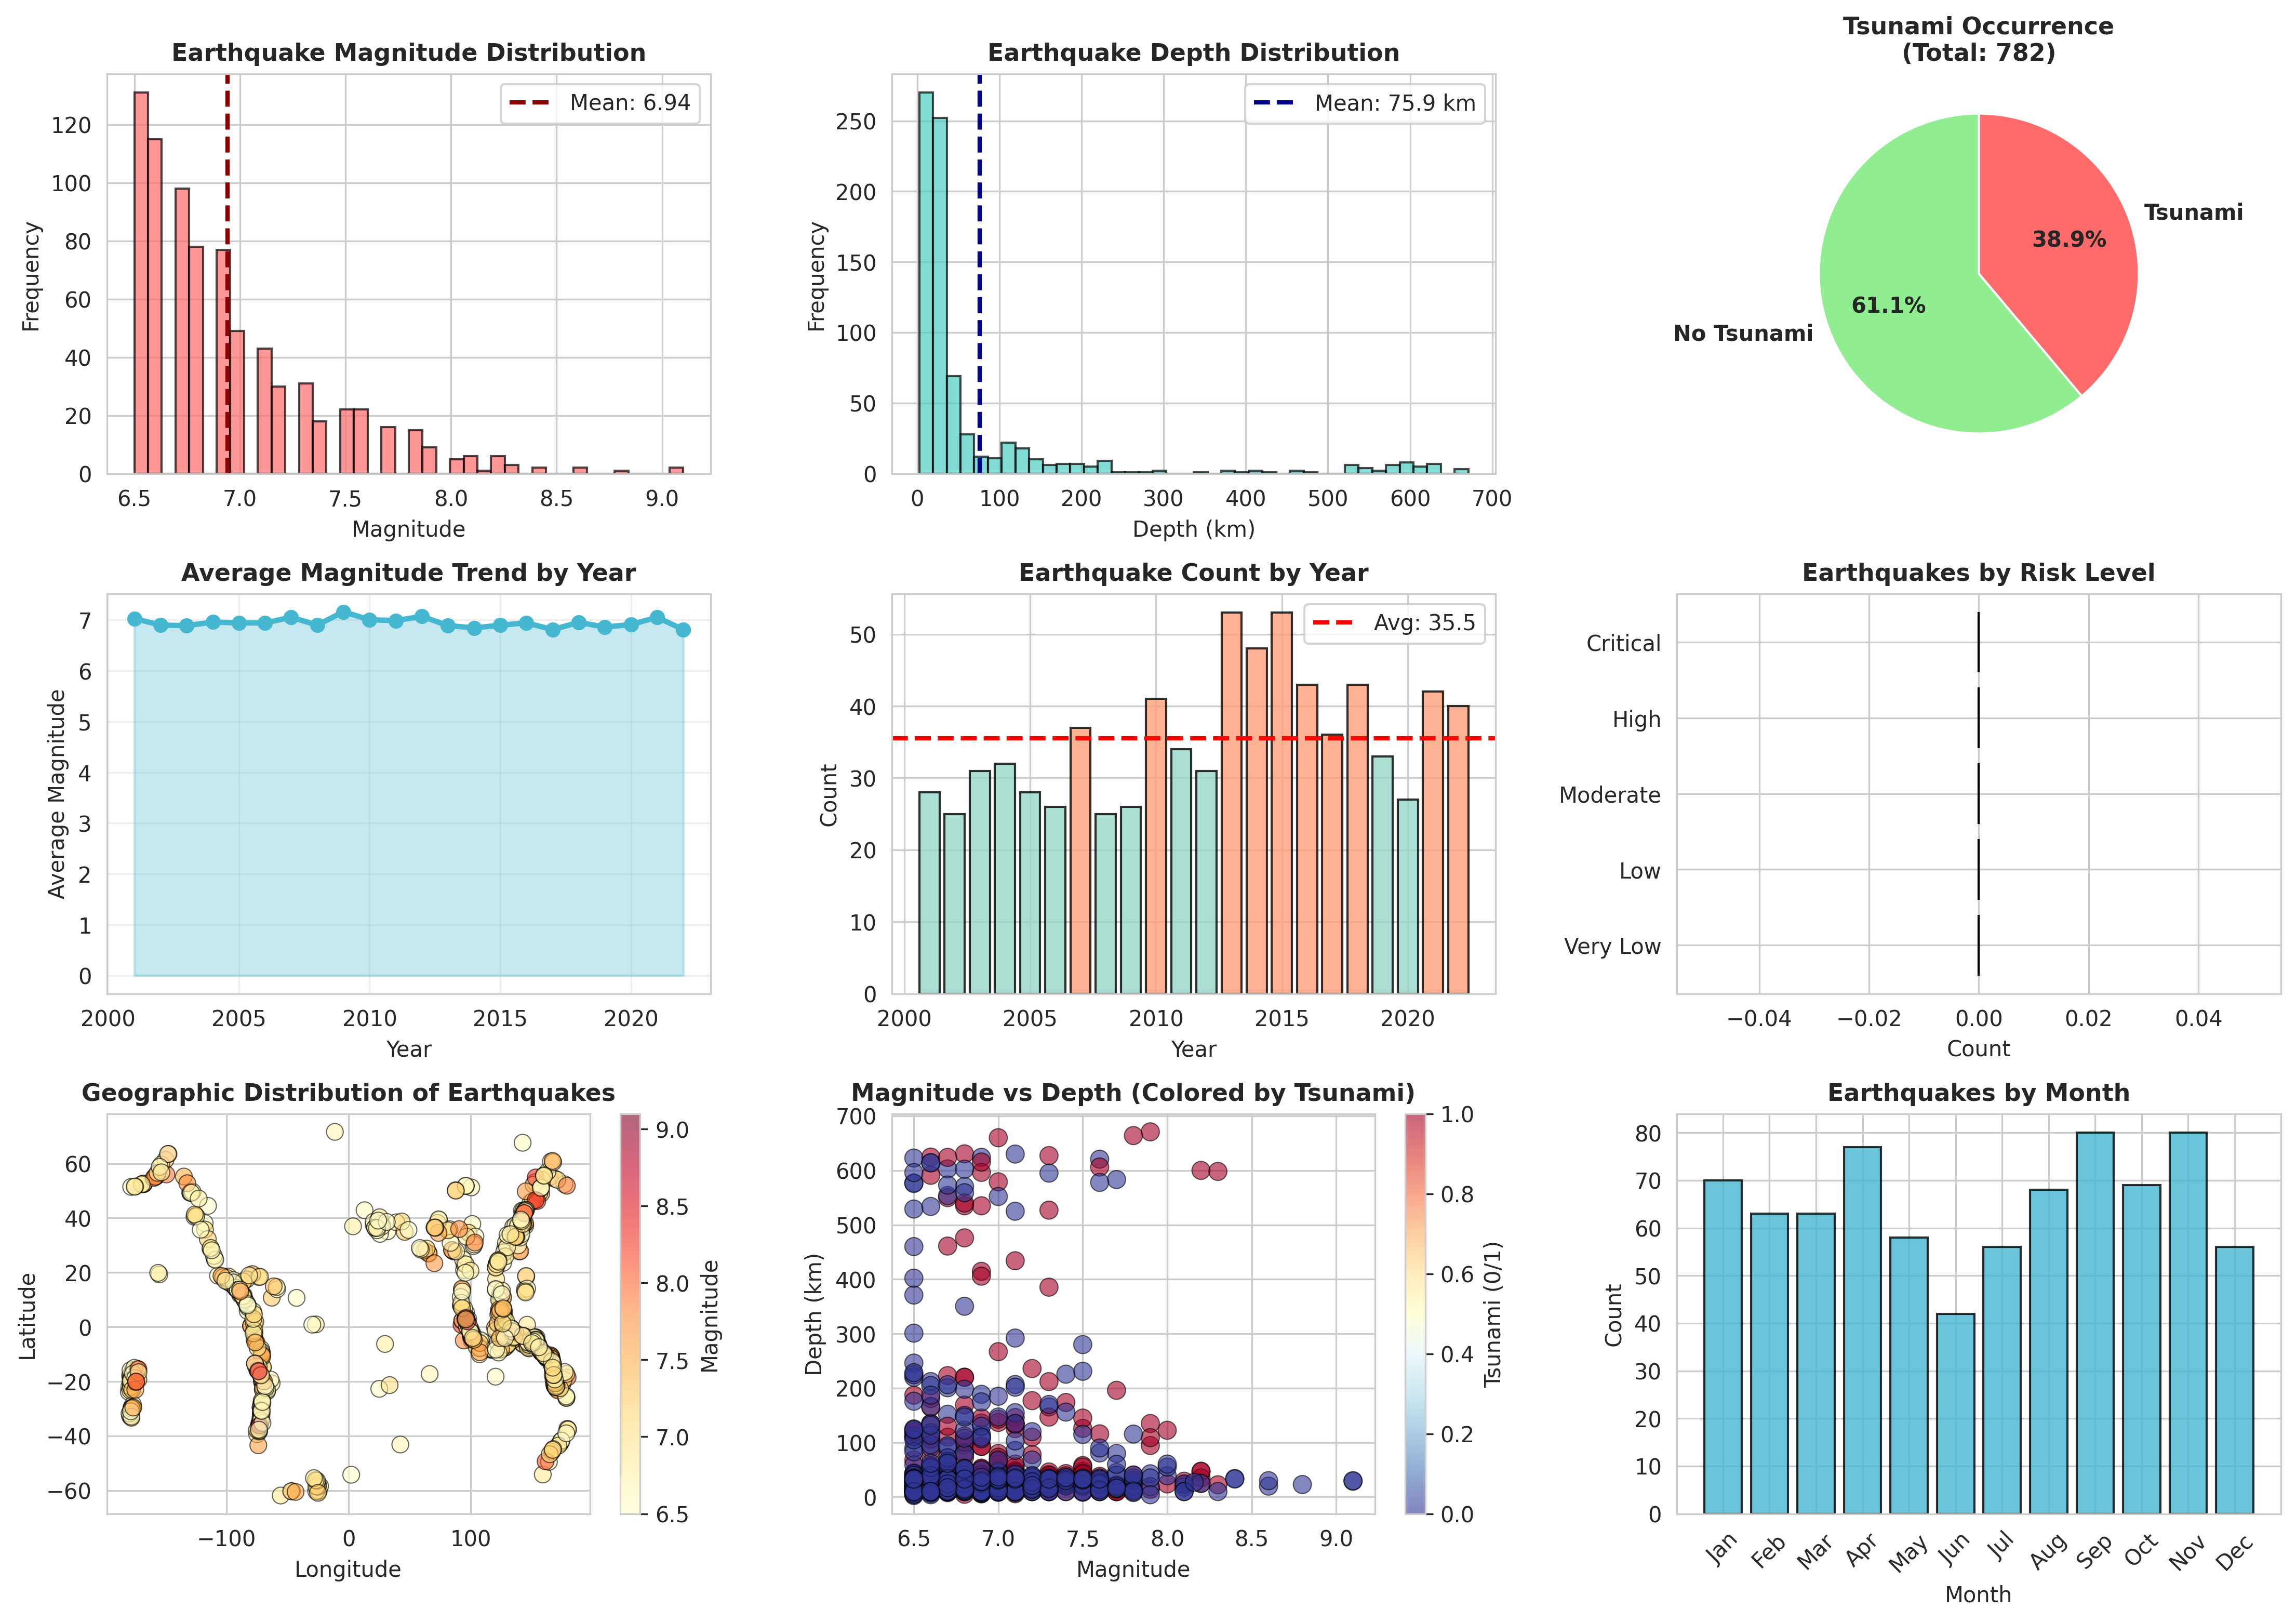 Earthquake Magnitude Distribution
Mean: 6.94
120
100
80
60
40
20
0
Frequency
6.5 7.0 7.5 8.0 8.5 9.0
Magnitude
Earthquake Depth Distribution
Mean: 75.9 km
250
200
150
100
50
0
Frequency
0 100 200 300 400 500 600 700
Depth (km)
Tsunami Occurrence
(Total: 782)
Tsunami
38.9%
61.1%
No Tsunami
Average Magnitude Trend by Year
7
6
5
4
3
2
1
0
Average Magnitude
2000 2005 2010 2015 2020
Year
Earthquake Count by Year
Avg: 35.5
50
40
30
20
10
0
Count
2000 2005 2010 2015 2020
Year
Earthquakes by Risk Level
Critical
High
Moderate
Low
Very Low
−0.04 −0.02 0.00 0.02 0.04
Count
Geographic Distribution of Earthquakes
60
40
20
0
−20
−40
−60
Latitude
−100 0 100
Longitude
9.0
8.5
8.0
7.5
7.0
6.5
Magnitude
Magnitude vs Depth (Colored by Tsunami)
700
600
500
400
300
200
100
0
Depth (km)
6.5 7.0 7.5 8.0 8.5 9.0
Magnitude
1.0
0.8
0.6
0.4
0.2
0.0
Tsunami (0/1)
Earthquakes by Month
80
70
60
50
40
30
20
10
0
Count
Jan Feb Mar Apr May Jun Jul Aug Sep Oct Nov Dec
Month